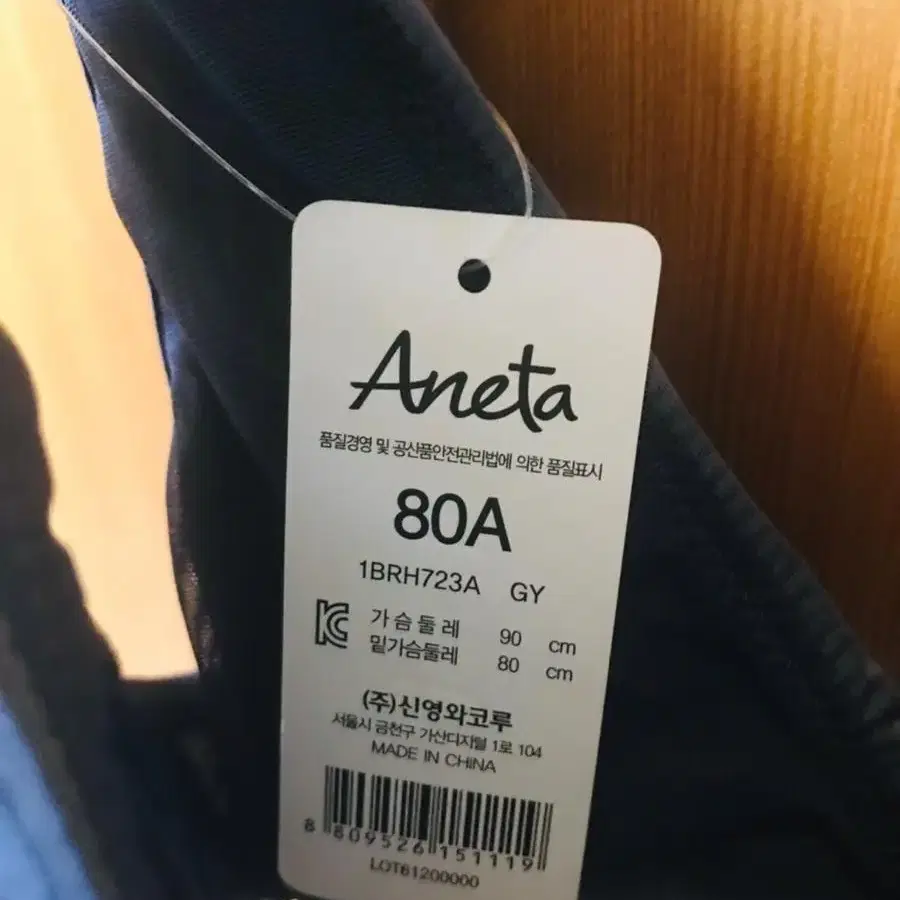 Aneta
품질경영 및 공산품안전관리법에 의한 품질표시
80A
1BRH723A GY
가슴둘레 90 cm
밑가슴둘레 80 cm
(주)신영와코루
서울시 금천구 가산디지털 1로 104
MADE IN CHINA
8 809526 151119
LOT61200000